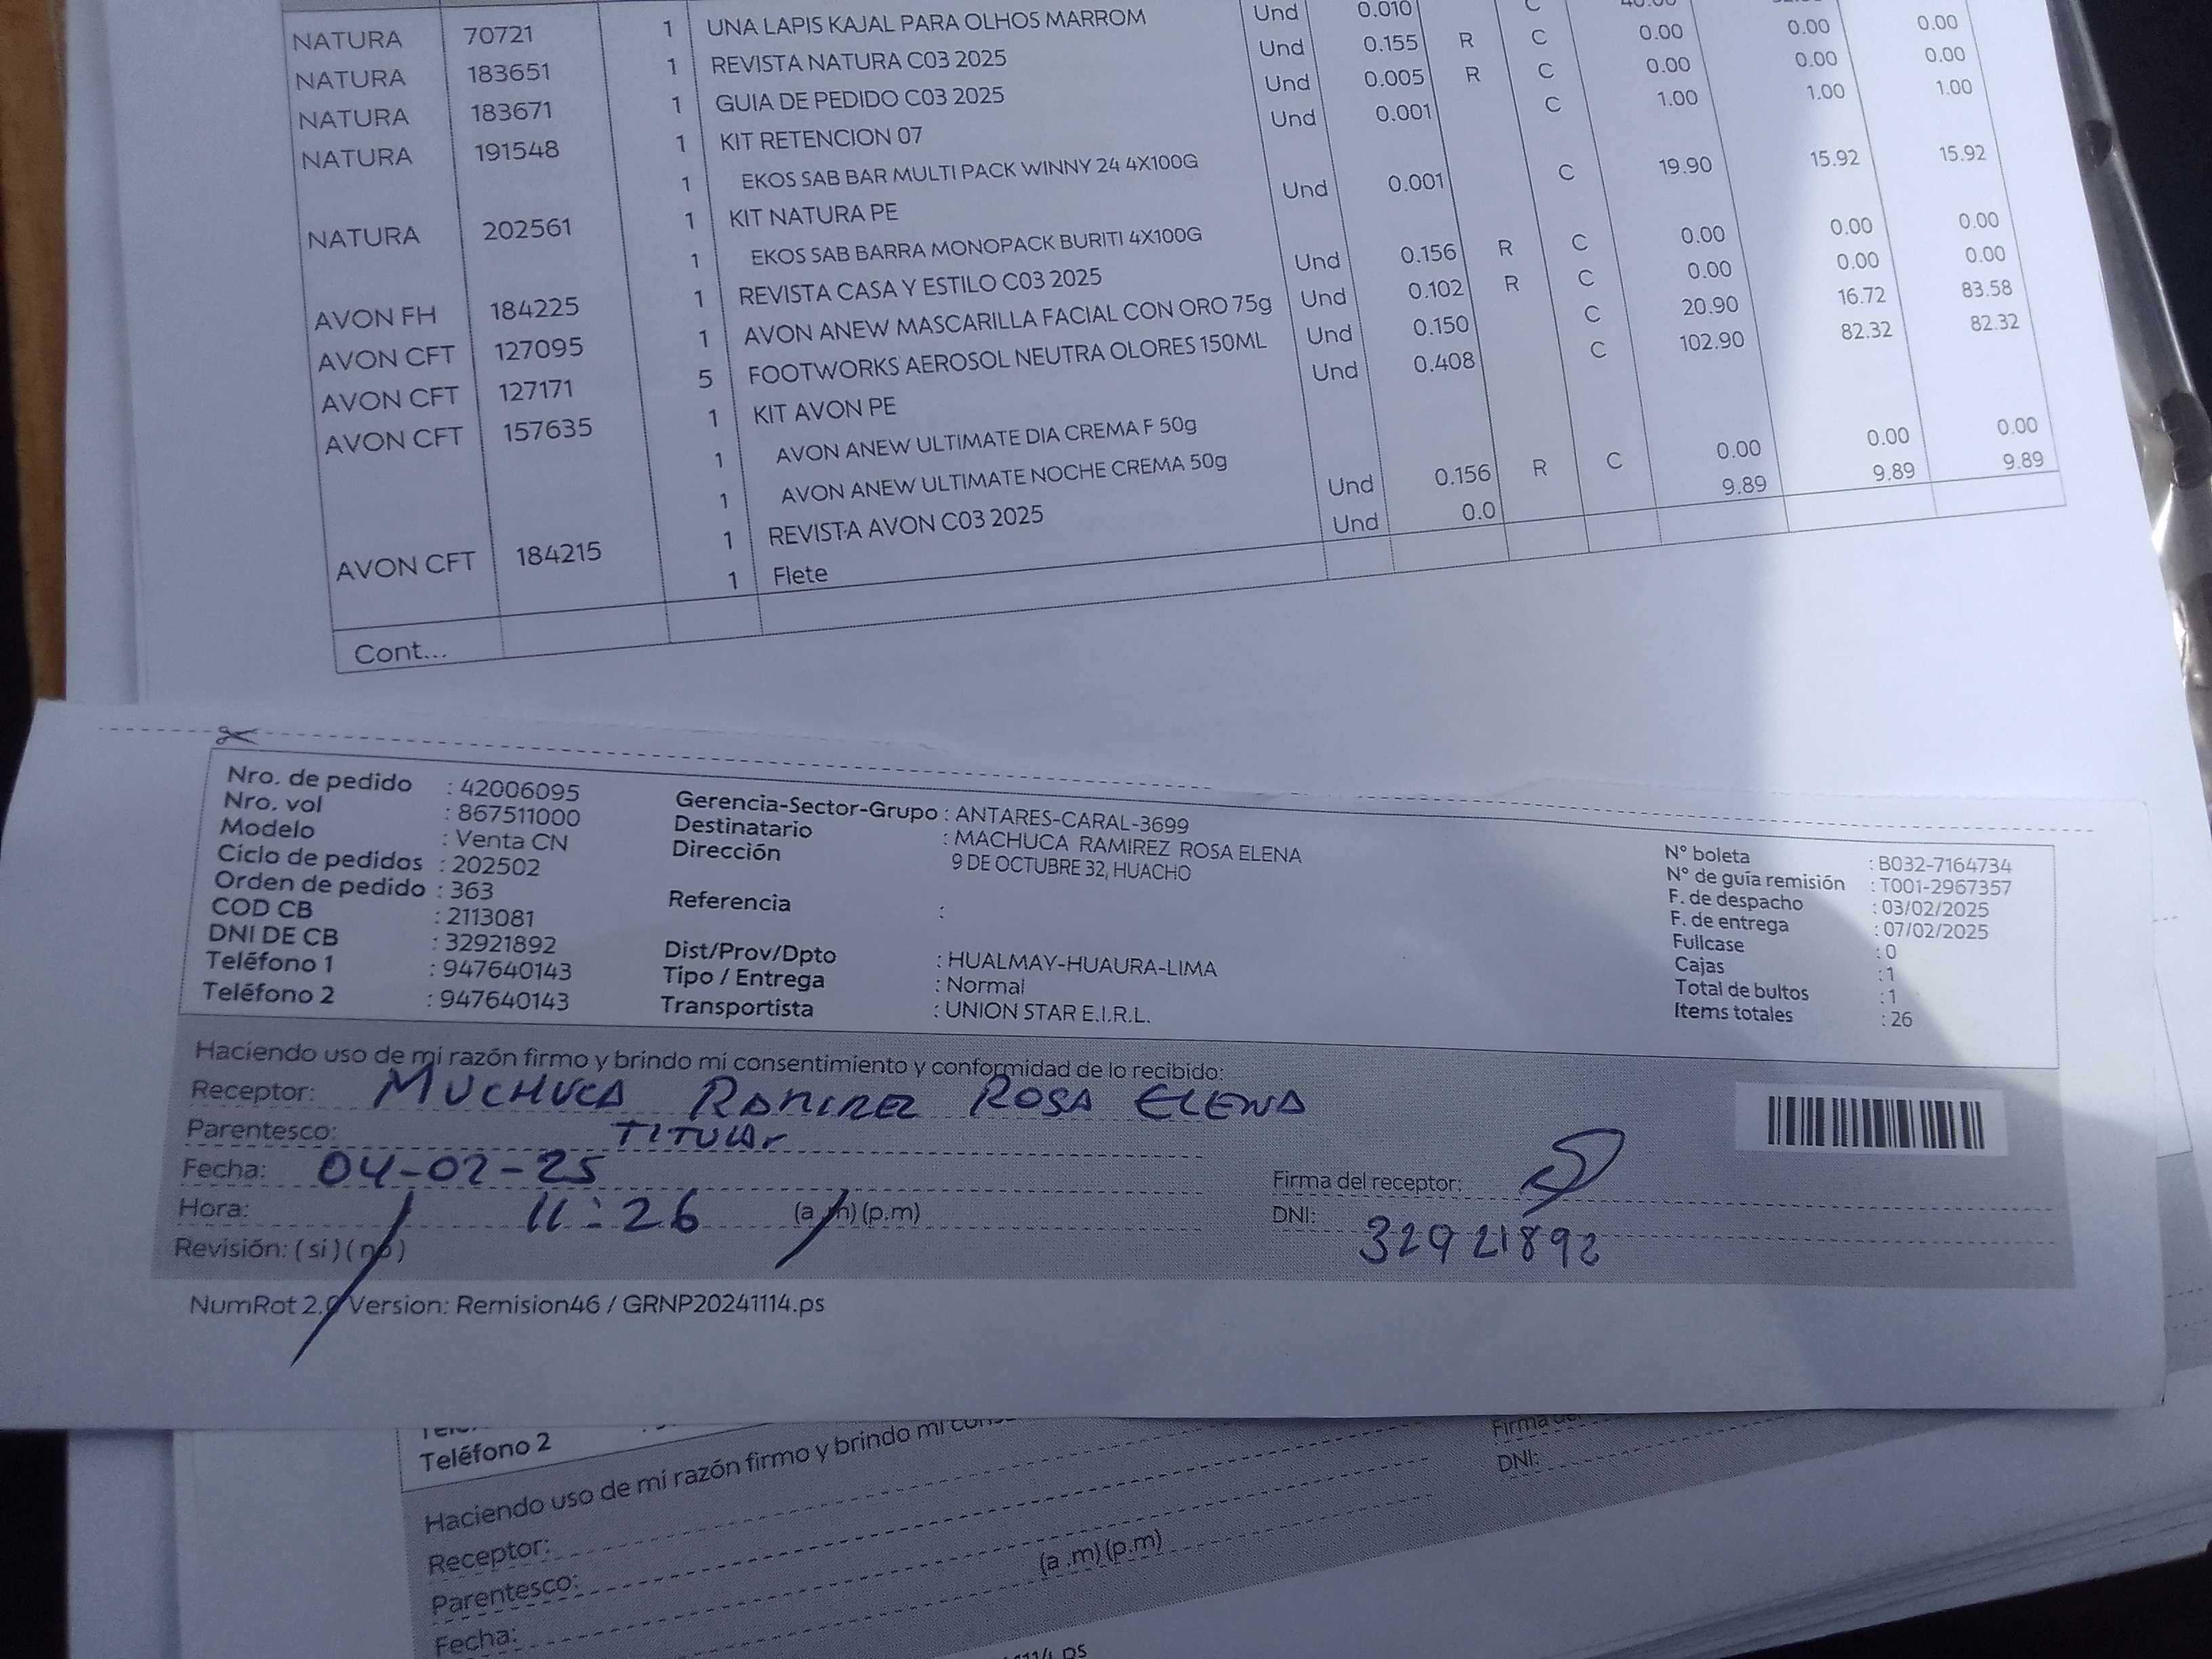 NATURA 70721 1 UNA LAPIS KAJAL PARA OLHOS MARROM Und 0.010 C
NATURA 183651 1 REVISTA NATURA C03 2025 Und 0.155 R C 0.00 0.00 0.00
NATURA 183671 1 GUIA DE PEDIDO C03 2025 Und 0.005 R C 0.00 0.00 0.00
NATURA 191548 1 KIT RETENCION 07 Und 0.001 C 1.00 1.00 1.00
1 EKOS SAB BAR MULTI PACK WINNY 24 4X100G
NATURA 202561 1 KIT NATURA PE Und 0.001 C 19.90 15.92 15.92
1 EKOS SAB BARRA MONOPACK BURITI 4X100G
AVON FH 184225 1 REVISTA CASA Y ESTILO C03 2025 Und 0.156 R C 0.00 0.00 0.00
AVON CFT 127095 1 AVON ANEW MASCARILLA FACIAL CON ORO 75g Und 0.102 R C 0.00 0.00 0.00
AVON CFT 127171 5 FOOTWORKS AEROSOL NEUTRA OLORES 150ML Und 0.150 C 20.90 16.72 83.58
AVON CFT 157635 1 KIT AVON PE Und 0.408 C 102.90 82.32 82.32
1 AVON ANEW ULTIMATE DIA CREMA F 50g
1 AVON ANEW ULTIMATE NOCHE CREMA 50g
AVON CFT 184215 1 REVISTA AVON C03 2025 Und 0.156 R C 0.00 0.00 0.00
1 Flete Und 0.0 9.89 9.89 9.89
Cont...
Nro. de pedido : 42006095
Nro. vol : 867511000
Modelo : Venta CN
Ciclo de pedidos : 202502
Orden de pedido : 363
COD CB : 2113081
DNI DE CB : 32921892
Teléfono 1 : 947640143
Teléfono 2 : 947640143
Gerencia-Sector-Grupo : ANTARES-CARAL-3699
Destinatario : MACHUCA RAMIREZ ROSA ELENA
Dirección 9 DE OCTUBRE 32, HUACHO
Referencia :
Dist/Prov/Dpto : HUALMAY-HUAURA-LIMA
Tipo / Entrega : Normal
Transportista : UNION STAR E.I.R.L.
N° boleta : B032-7164734
N° de guía remisión : T001-2967357
F. de despacho : 03/02/2025
F. de entrega : 07/02/2025
Fullcase : 0
Cajas : 1
Total de bultos : 1
Items totales : 26
Haciendo uso de mi razón firmo y brindo mi consentimiento y conformidad de lo recibido:
Receptor: MUCHUCA RAMIREZ ROSA ELENA
Parentesco: TITULAR
Fecha: 04-02-25
Hora: 11:26 (a .m) (p.m)
Revisión: ( si ) ( no )
Firma del receptor:
DNI: 32921892
NumRot 2.0 Version: Remision46 / GRNP20241114.ps
Teléfono 2
Haciendo uso de mi razón firmo y brindo mi
Receptor:
Parentesco:
Fecha:
(a .m) (p.m)
DNI: